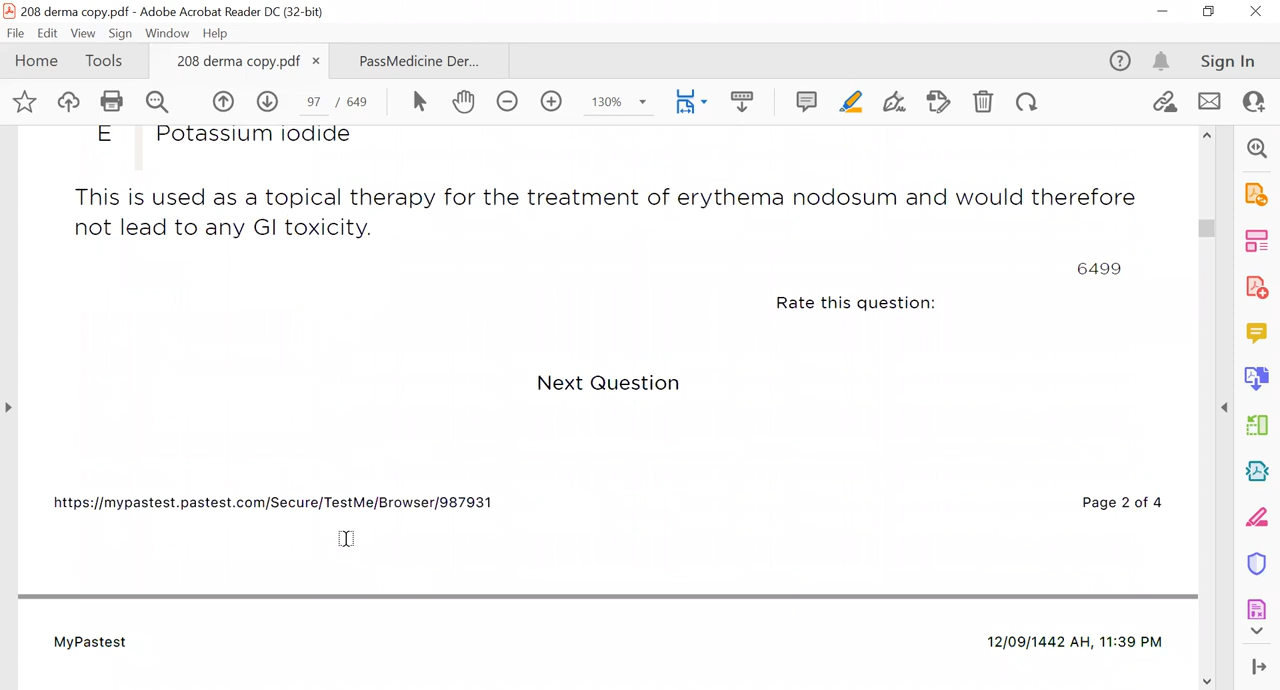 208 derma copy.pdf - Adobe Acrobat Reader DC (32-bit)
File Edit View Sign Window Help
Home Tools 208 derma copy.pdf × PassMedicine Der... Sign In
97 / 649 130%
E Potassium iodide
This is used as a topical therapy for the treatment of erythema nodosum and would therefore
not lead to any GI toxicity.
6499
Rate this question:
Next Question
https://mypastest.pastest.com/Secure/TestMe/Browser/987931 Page 2 of 4
MyPastest 12/09/1442 AH, 11:39 PM